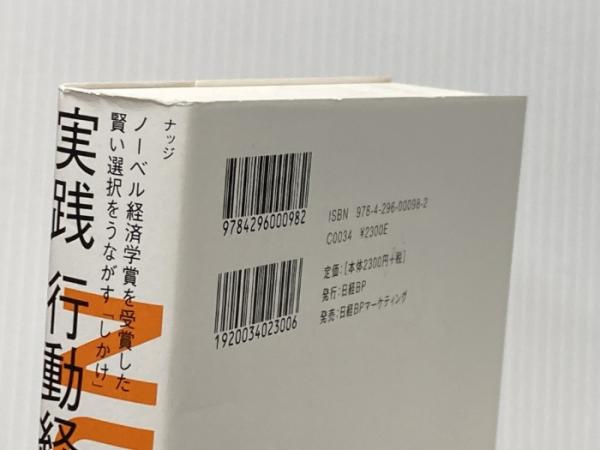 ナッジ
ノーベル経済学賞を受賞した
賢い選択をうながす「しかけ」
実践 行動経
NU
9784296000982
1920034023006
ISBN 978-4-296-00098-2
C0034 ¥2300E
定価:[本体2300円+税]
発行:日経BP
発売:日経BPマーケティング